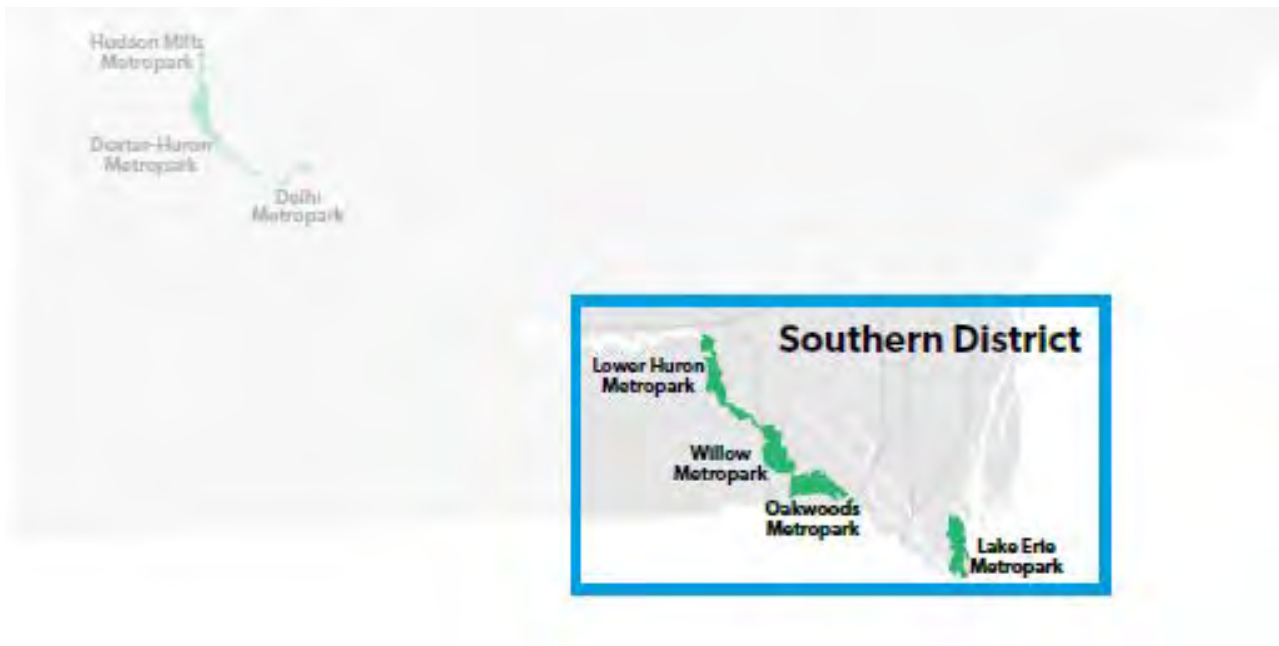 Hudson Mills
Metropark
Dexter-Huron
Metropark
Delhi
Metropark
Southern District
Lower Huron
Metropark
Willow
Metropark
Oakwoods
Metropark
Lake Erie
Metropark